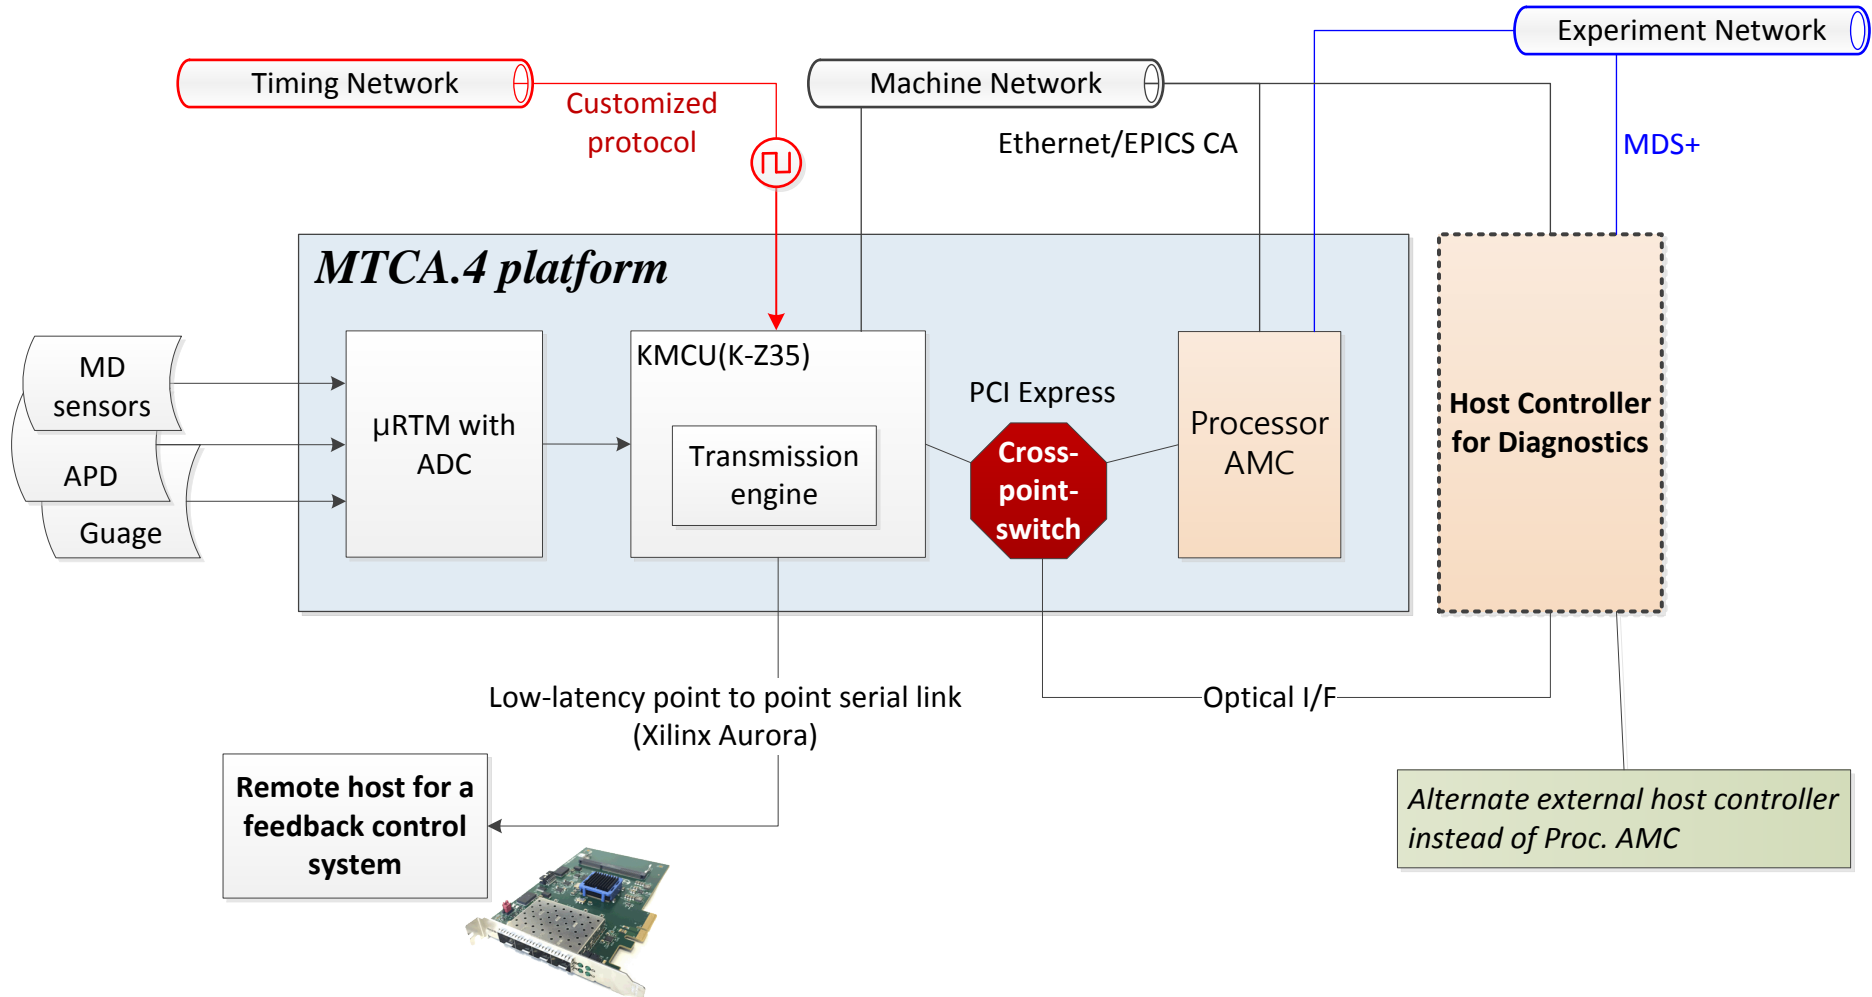 Experiment Network
Timing Network
Machine Network
Customized
protocol
Ethernet/EPICS CA
MDS+
MTCA.4 platform
MD
sensors
APD
Guage
µRTM with
ADC
KMCU(K-Z35)
Transmission
engine
PCI Express
Cross-
point-
switch
Processor
AMC
Host Controller
for Diagnostics
Low-latency point to point serial link
(Xilinx Aurora)
Optical I/F
Remote host for a
feedback control
system
Alternate external host controller
instead of Proc. AMC